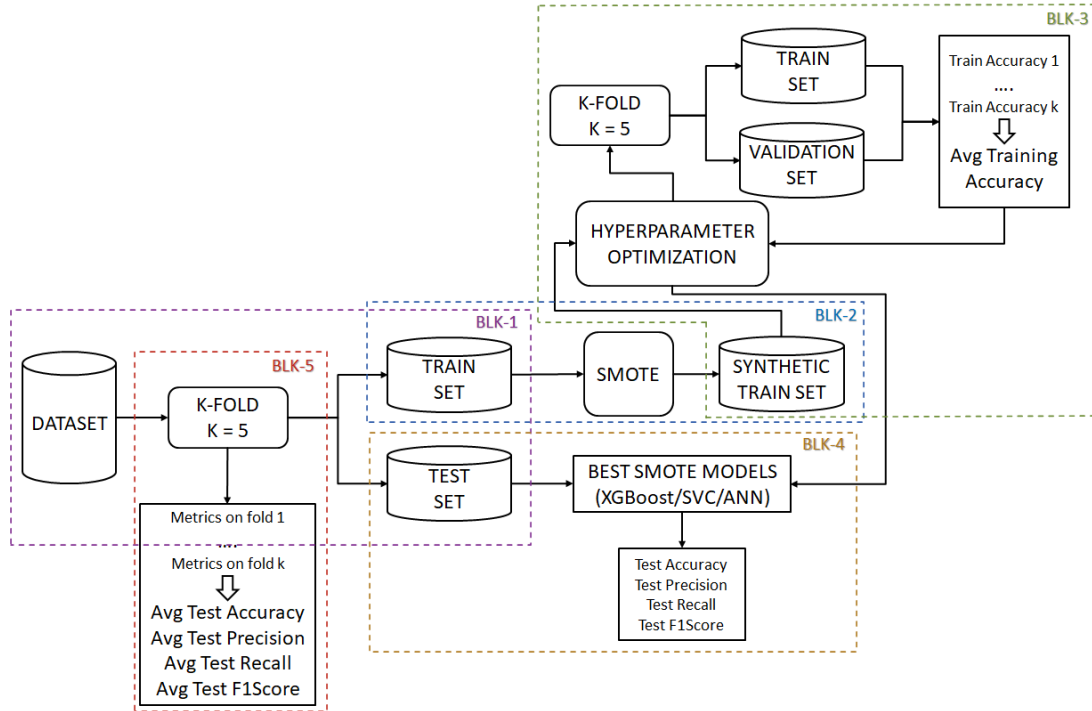 BLK-3
TRAIN
SET
Train Accuracy 1
....
Train Accuracy k
Avg Training
Accuracy
K-FOLD
K = 5
VALIDATION
SET
HYPERPARAMETER
OPTIMIZATION
BLK-2
BLK-1
BLK-5
DATASET
K-FOLD
K = 5
TRAIN
SET
SMOTE
SYNTHETIC
TRAIN SET
BLK-4
TEST
SET
BEST SMOTE MODELS
(XGBoost/SVC/ANN)
Metrics on fold 1
....
Metrics on fold k
Avg Test Accuracy
Avg Test Precision
Avg Test Recall
Avg Test F1Score
Test Accuracy
Test Precision
Test Recall
Test F1Score